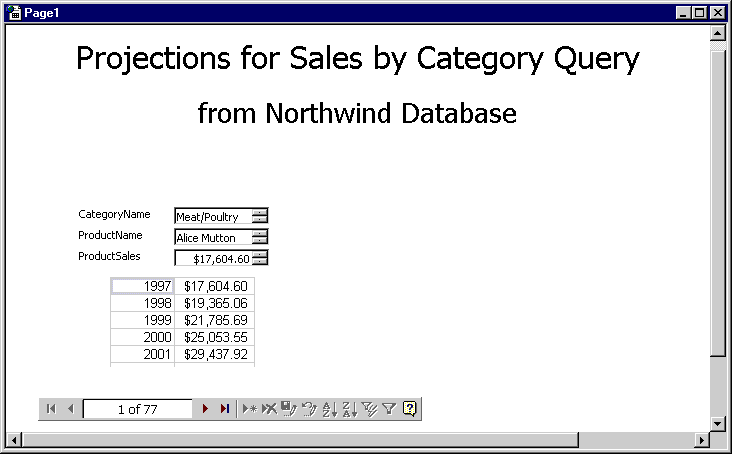 Page1
Projections for Sales by Category Query
from Northwind Database
CategoryName Meat/Poultry
ProductName Alice Mutton
ProductSales $17,604.60
1997 $17,604.60
1998 $19,365.06
1999 $21,785.69
2000 $25,053.55
2001 $29,437.92
1 of 77